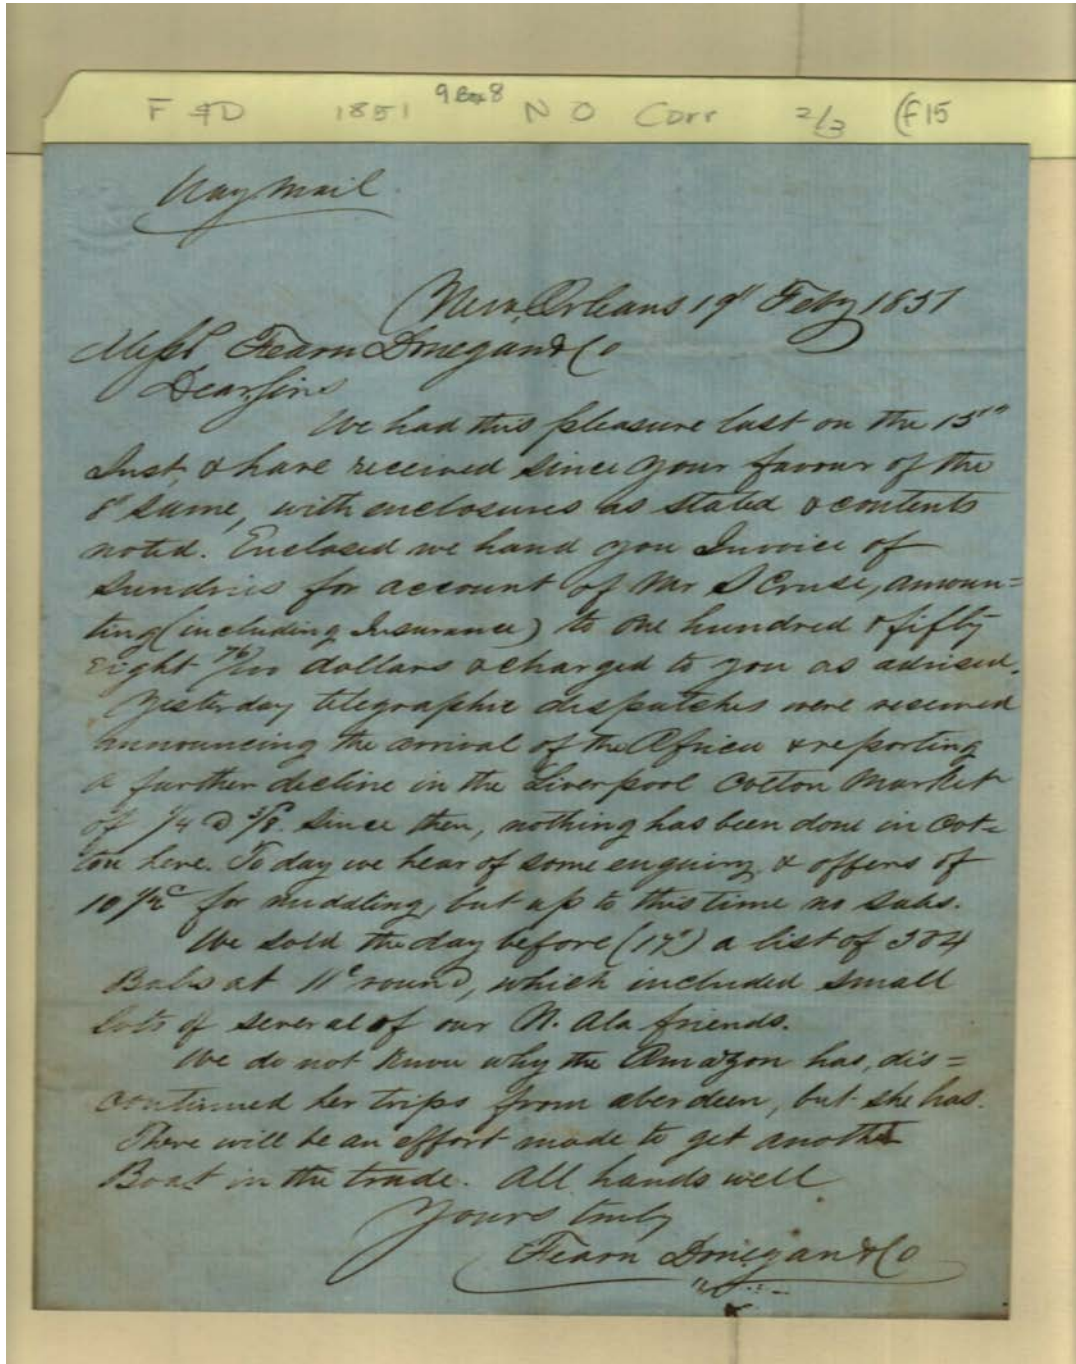 F & D 1851 9 Box 8 N O Corr 2/3 (F15
Way Mail
New Orleans 19th Feby 1851
Messrs Fearn Donegan & Co
Dear Sirs
We had this pleasure last on the 15th
Inst, & have received since your favour of the
8th same, with enclosures as stated & contents
noted. Enclosed we hand you Invoice of
Sundries for account of Mr S Cruse, amoun=
ting (including Insurance) to one hundred & fifty
Eight 76/100 dollars & charged to you as advised.
Yesterday telegraphic dispatches were received
announcing the arrival of the Africa & reporting
a further decline in the Liverpool Cotton Market
of 1/4 @ 3/8. Since then, nothing has been done in Cot=
ton here. To day we hear of some enquiry & offers of
10 1/2c for middling, but up to this time no sales.
We sold the day before (17th) a list of 304
Bales at 11c round, which included small
lots of several of our N. Ala friends.
We do not know why the Amazon has, dis=
continued her trips from aberdeen, but she has.
There will be an effort made to get another
Boat in the trade. All hands well
Yours truly
Fearn Donegan & Co